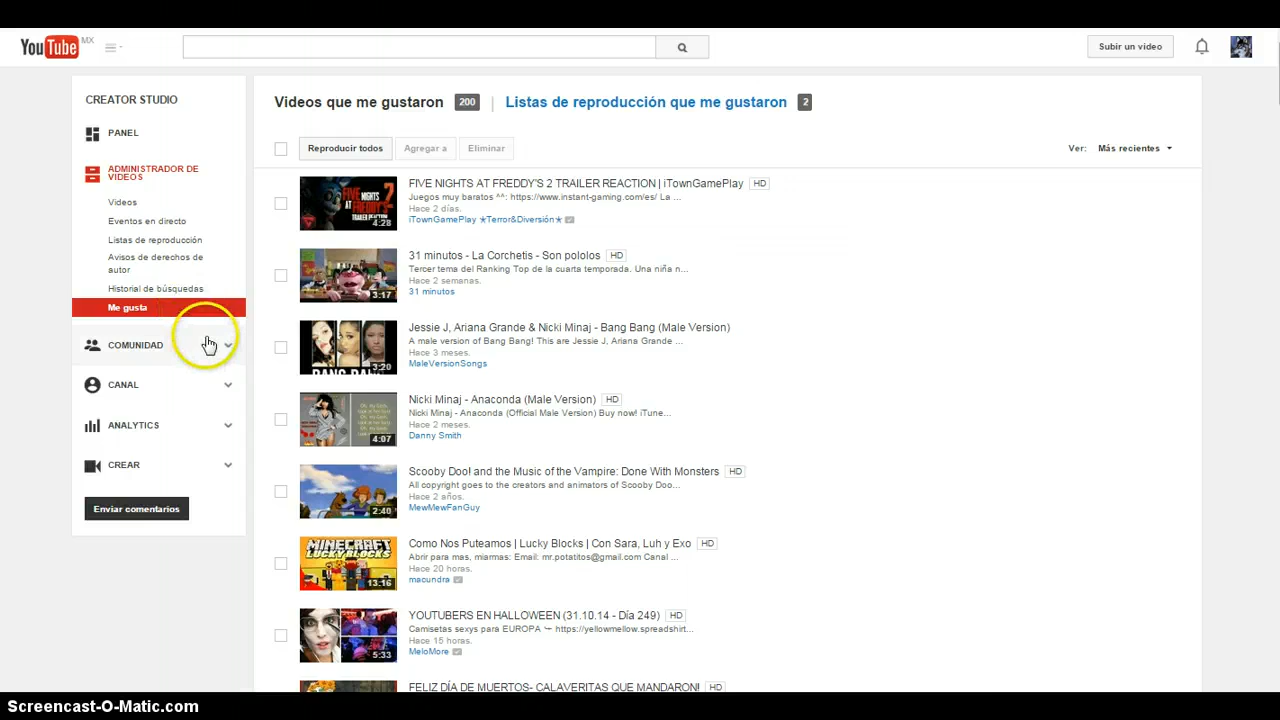 YouTube MX
Subir un video
CREATOR STUDIO
PANEL
ADMINISTRADOR DE
VIDEOS
Videos
Eventos en directo
Listas de reproducción
Avisos de derechos de
autor
Historial de búsquedas
Me gusta
COMUNIDAD
CANAL
ANALYTICS
CREAR
Enviar comentarios
Videos que me gustaron 200 | Listas de reproducción que me gustaron 2
Reproducir todos Agregar a Eliminar
Ver: Más recientes
FIVE NIGHTS AT FREDDY'S 2 TRAILER REACTION | iTownGamePlay HD
Juegos muy baratos ^^: https://www.instant-gaming.com/es/ La ...
Hace 2 días.
iTownGamePlay ★Terror&Diversión★
4:28
31 minutos - La Corchetis - Son pololos HD
Tercer tema del Ranking Top de la cuarta temporada. Una niña n...
Hace 2 semanas.
31 minutos
3:17
Jessie J, Ariana Grande & Nicki Minaj - Bang Bang (Male Version)
A male version of Bang Bang! This are Jessie J, Ariana Grande ...
Hace 3 meses.
MaleVersionSongs
3:20
Nicki Minaj - Anaconda (Male Version) HD
Nicki Minaj - Anaconda (Official Male Version) Buy now! iTune...
Hace 2 meses.
Danny Smith
4:07
Scooby Doo! and the Music of the Vampire: Done With Monsters HD
All copyright goes to the creators and animators of Scooby Doo...
Hace 2 años.
MewMewFanGuy
2:40
Como Nos Puteamos | Lucky Blocks | Con Sara, Luh y Exo HD
Abrir para mas, miarmas: Email: mr.potatitos@gmail.com Canal ...
Hace 20 horas.
macundra
MINECRAFT
LUCKY BLOCKS
13:16
YOUTUBERS EN HALLOWEEN (31.10.14 - Día 249) HD
Camisetas sexys para EUROPA ↪ https://yellowmellow.spreadshirt...
Hace 15 horas.
MeloMore
5:33
FELIZ DÍA DE MUERTOS- CALAVERITAS QUE MANDARON! HD
Screencast-O-Matic.com